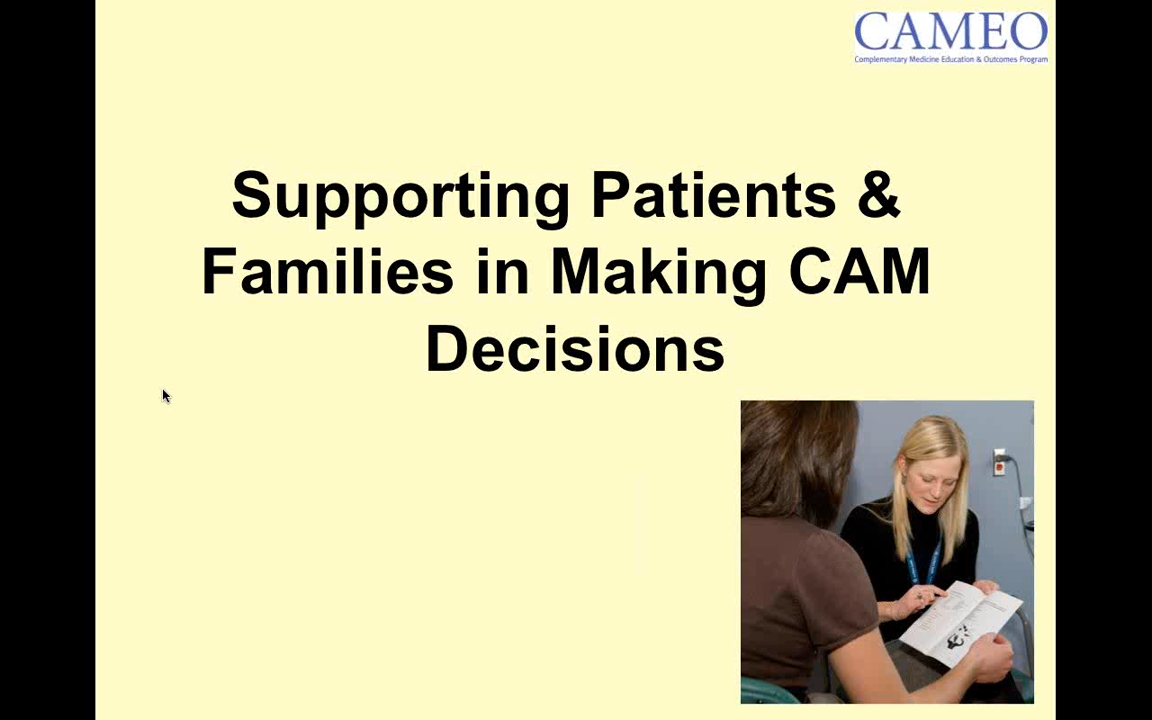 CAMEO
Complementary Medicine Education & Outcomes Program
Supporting Patients &
Families in Making CAM
Decisions